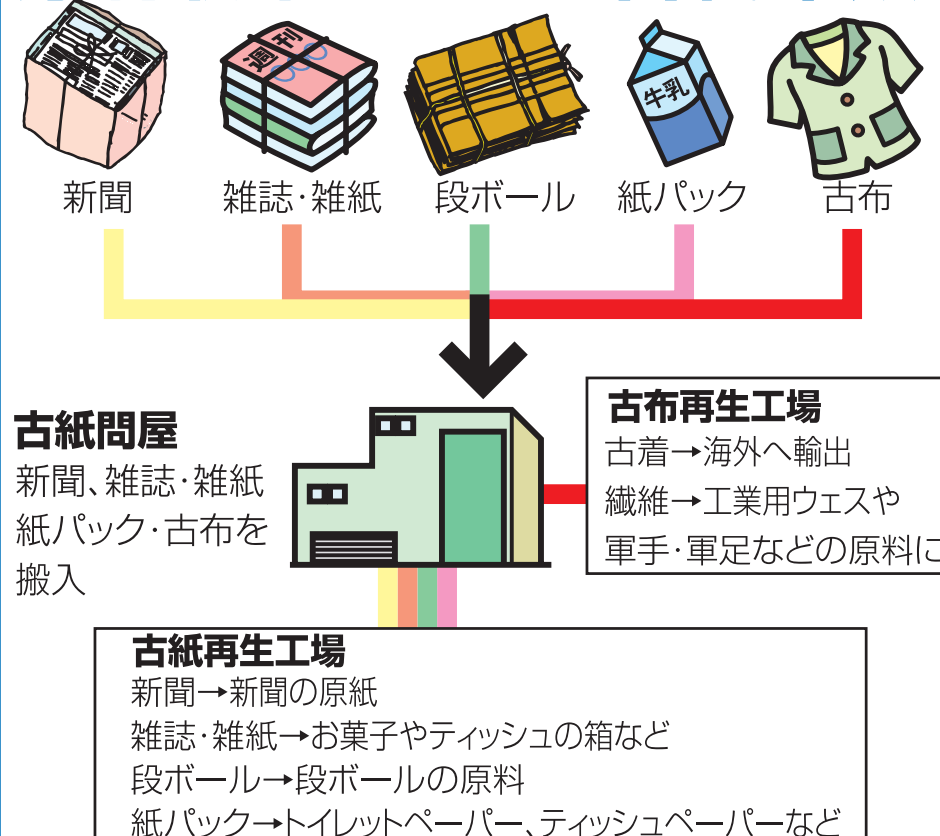 週刊
牛乳
新聞
雑誌・雑紙
段ボール
紙パック
古布
古紙問屋
新聞、雑誌・雑紙
紙パック・古布を
搬入
古布再生工場
古着→海外へ輸出
繊維→工業用ウェスや
軍手・軍足などの原料に
古紙再生工場
新聞→新聞の原紙
雑誌・雑紙→お菓子やティッシュの箱など
段ボール→段ボールの原料
紙パック→トイレットペーパー、ティッシュペーパーなど